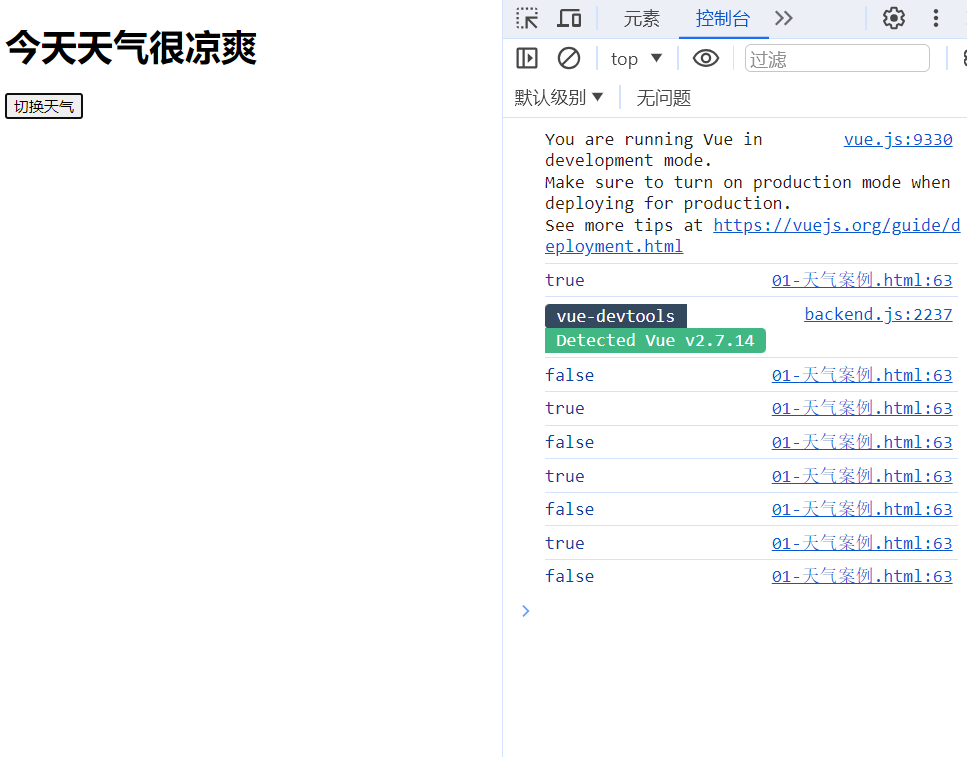 今天天气很凉爽
切换天气
元素 控制台
top 过滤
默认级别 无问题
You are running Vue in vue.js:9330
development mode.
Make sure to turn on production mode when
deploying for production.
See more tips at https://vuejs.org/guide/d
eployment.html
true 01-天气案例.html:63
vue-devtools backend.js:2237
Detected Vue v2.7.14
false 01-天气案例.html:63
true 01-天气案例.html:63
false 01-天气案例.html:63
true 01-天气案例.html:63
false 01-天气案例.html:63
true 01-天气案例.html:63
false 01-天气案例.html:63